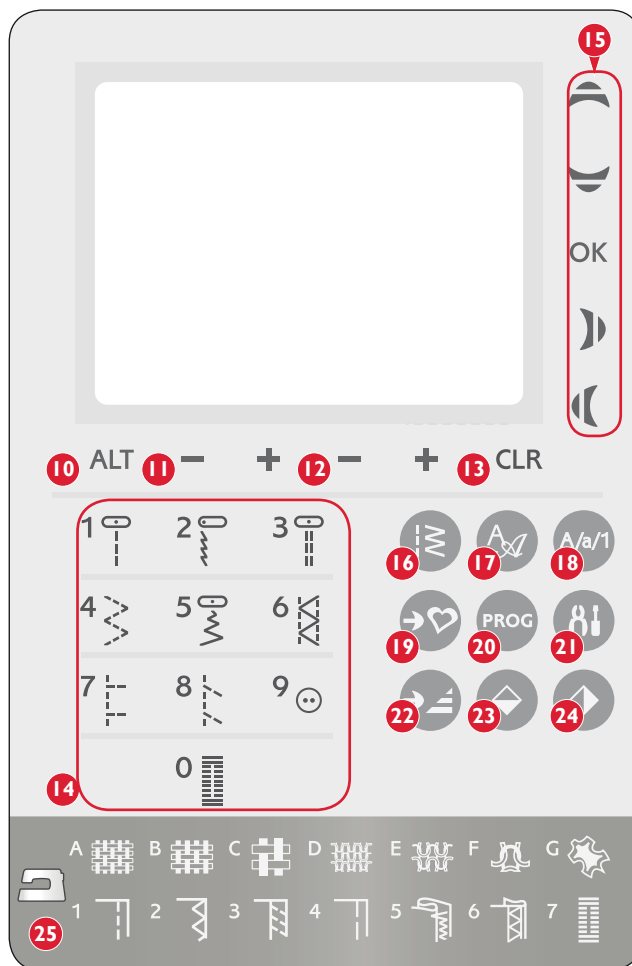 15
OK
10 ALT 11 − + 12 − + 13 CLR
1 2 3
16 17 A A/a/1 18
4 5 6
19 PROG 20 21
7 8 9
22 23 24
0
14
A B C D E F G
25
1 2 3 4 5 6 7